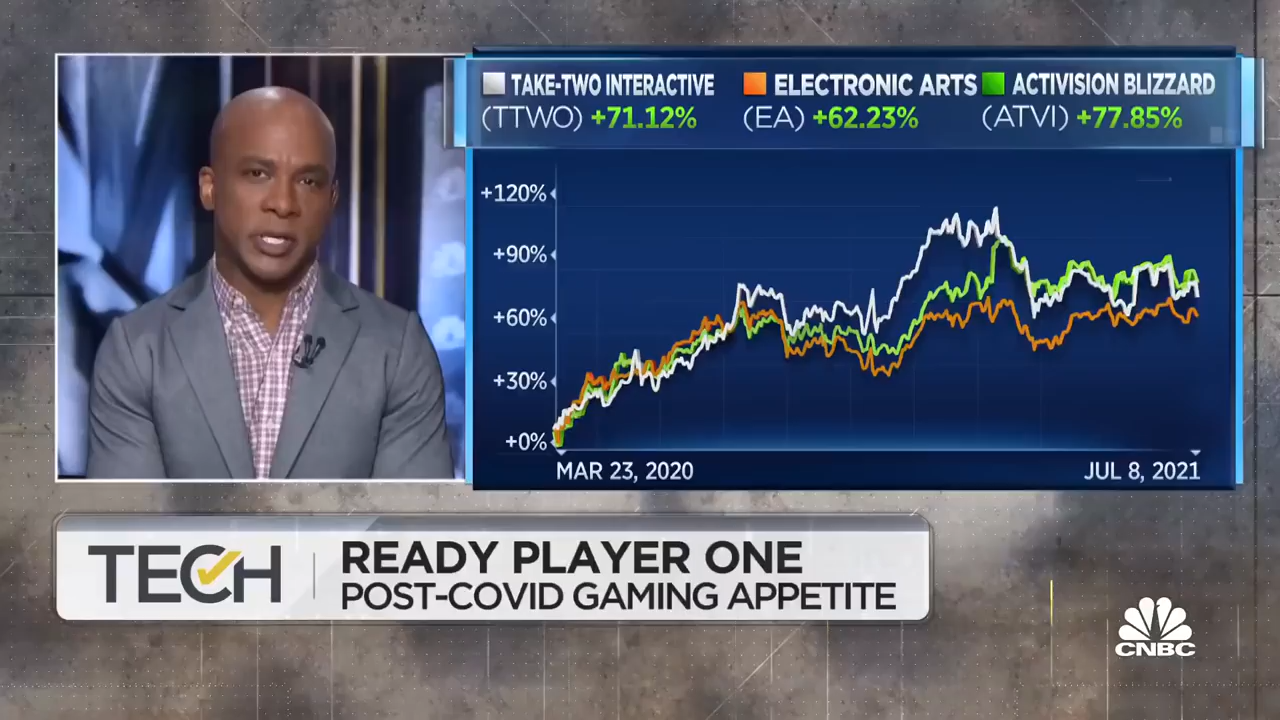 TAKE-TWO INTERACTIVE
(TTWO) +71.12%
ELECTRONIC ARTS
(EA) +62.23%
ACTIVISION BLIZZARD
(ATVI) +77.85%
+120%
+90%
+60%
+30%
+0%
MAR 23, 2020
JUL 8, 2021
TECH
READY PLAYER ONE
POST-COVID GAMING APPETITE
CNBC